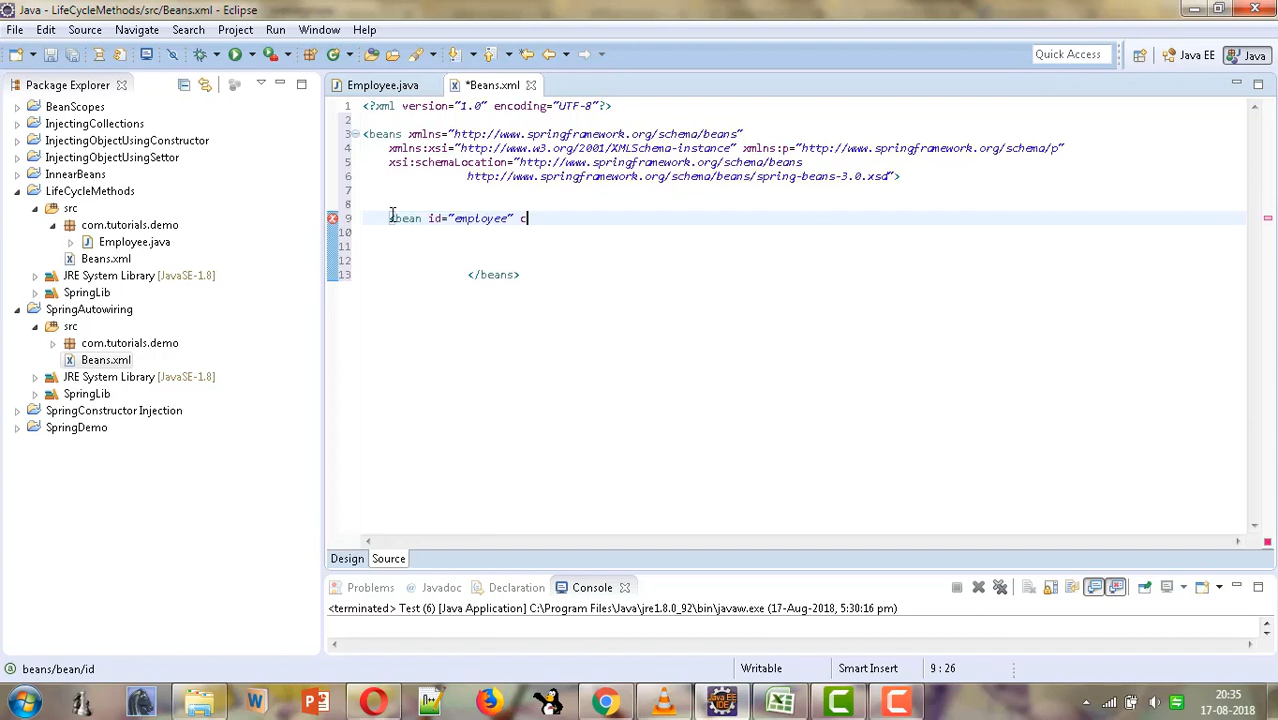 Java - LifeCycleMethods/src/Beans.xml - Eclipse
File Edit Source Navigate Search Project Run Window Help
Quick Access Java EE Java
Package Explorer
Employee.java *Beans.xml
BeanScopes
InjectingCollections
InjectingObjectUsingConstructor
InjectingObjectUsingSettor
InnearBeans
LifeCycleMethods
src
com.tutorials.demo
Employee.java
Beans.xml
JRE System Library [JavaSE-1.8]
SpringLib
SpringAutowiring
src
com.tutorials.demo
Beans.xml
JRE System Library [JavaSE-1.8]
SpringLib
SpringConstructor Injection
SpringDemo
1 <?xml version="1.0" encoding="UTF-8"?>
2
3 <beans xmlns="http://www.springframework.org/schema/beans"
4 xmlns:xsi="http://www.w3.org/2001/XMLSchema-instance" xmlns:p="http://www.springframework.org/schema/p"
5 xsi:schemaLocation="http://www.springframework.org/schema/beans
6 http://www.springframework.org/schema/beans/spring-beans-3.0.xsd">
7
8
9 <bean id="employee" c
10
11
12
13 </beans>
Design Source
Problems Javadoc Declaration Console
<terminated> Test (6) [Java Application] C:\Program Files\Java\jre1.8.0_92\bin\javaw.exe (17-Aug-2018, 5:30:16 pm)
beans/bean/id Writable Smart Insert 9 : 26
20:35
17-08-2018